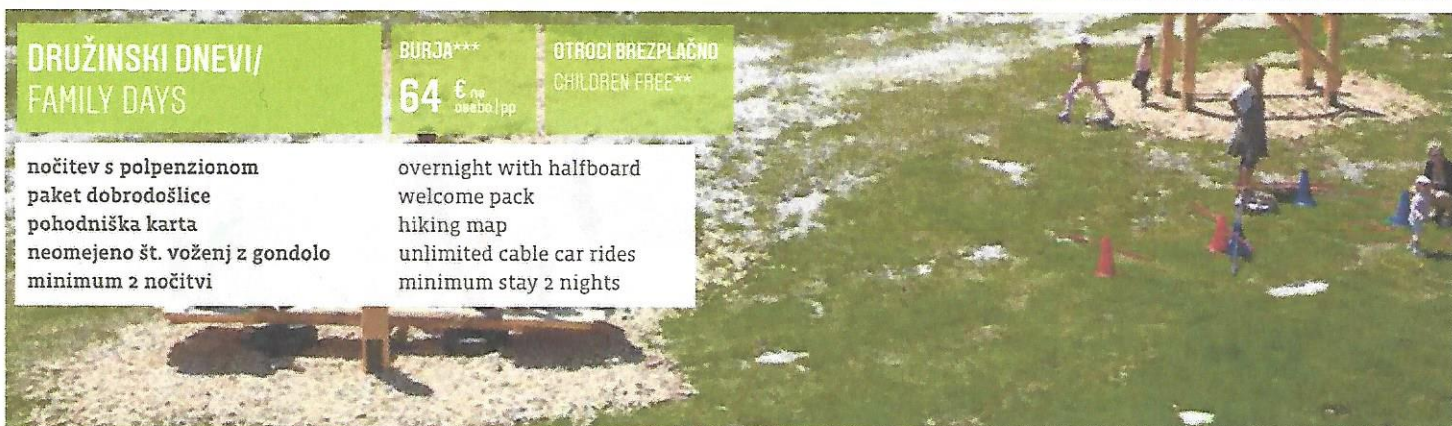 DRUŽINSKI DNEVI/
FAMILY DAYS
BURJA***
64 € na
osebo/pp
OTROCI BREZPLAČNO
CHILDREN FREE**
nočitev s polpenzionom
paket dobrodošlice
pohodniška karta
neomejeno št. voženj z gondolo
minimum 2 nočitvi
overnight with halfboard
welcome pack
hiking map
unlimited cable car rides
minimum stay 2 nights